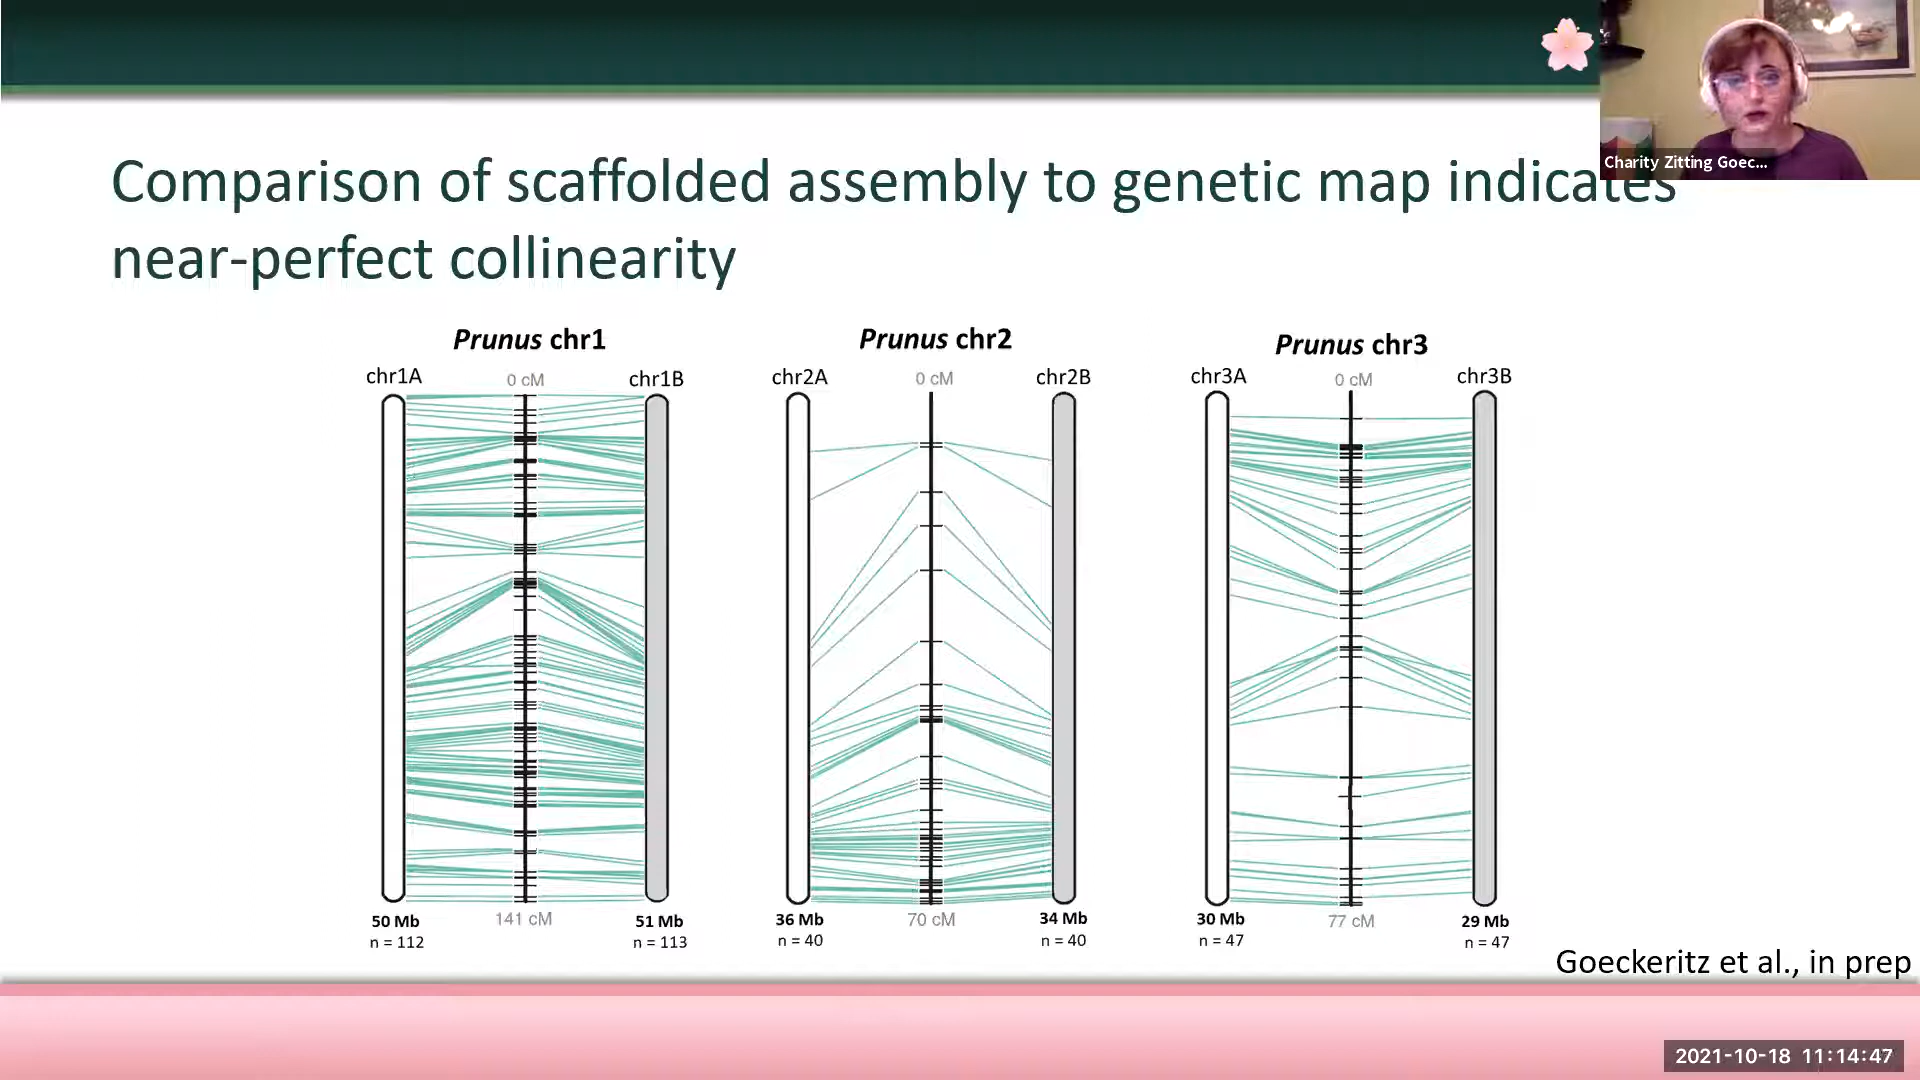 Charity Zitting Goec...
Comparison of scaffolded assembly to genetic map indicates
near-perfect collinearity
Prunus chr1
chr1A
0 cM
chr1B
50 Mb
n = 112
141 cM
51 Mb
n = 113
Prunus chr2
chr2A
0 cM
chr2B
36 Mb
n = 40
70 cM
34 Mb
n = 40
Prunus chr3
chr3A
0 cM
chr3B
30 Mb
n = 47
77 cM
29 Mb
n = 47
Goeckeritz et al., in prep
2021-10-18 11:14:47